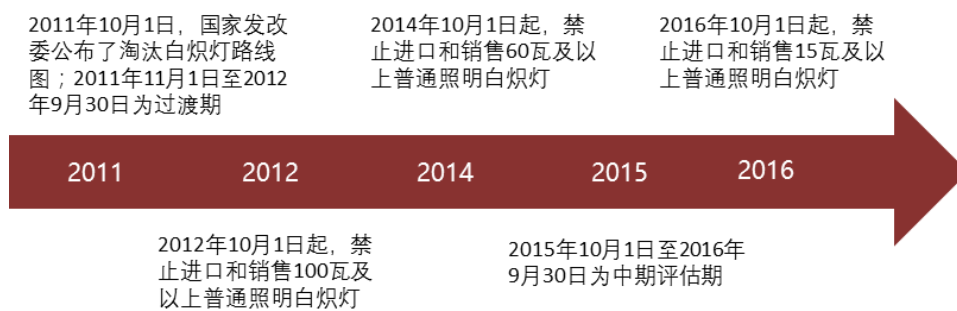 2011年10月1日，国家发改
委公布了淘汰白炽灯路线
图；2011年11月1日至2012
年9月30日为过渡期
2014年10月1日起，禁
止进口和销售60瓦及以
上普通照明白炽灯
2016年10月1日起，禁
止进口和销售15瓦及以
上普通照明白炽灯
2011
2012
2014
2015
2016
2012年10月1日起，禁
止进口和销售100瓦及
以上普通照明白炽灯
2015年10月1日至2016年
9月30日为中期评估期